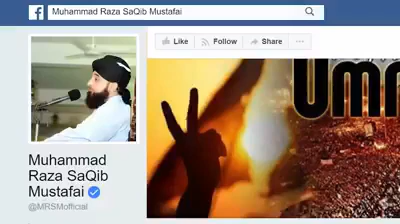 Muhammad Raza SaQib Mustafai
Like Follow Share
Umm
Muhammad
Raza SaQib
Mustafai
@MRSMofficial